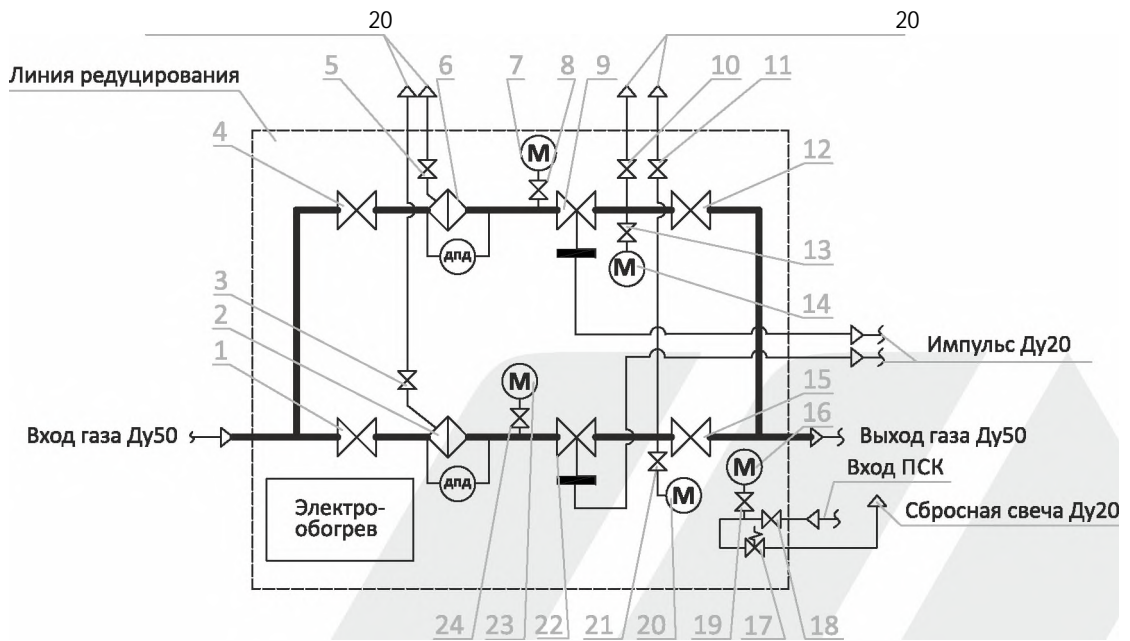 20
20
Линия редуцирования
5
6
7
8
9
10
11
4
М
12
дпд
М
13
14
3
2
1
Импульс Ду20
М
15
16
Вход газа Ду50
Выход газа Ду50
дпд
М
М
Вход ПСК
Сбросная свеча Ду20
Электро-
обогрев
24
23
22
21
20
19
17
18